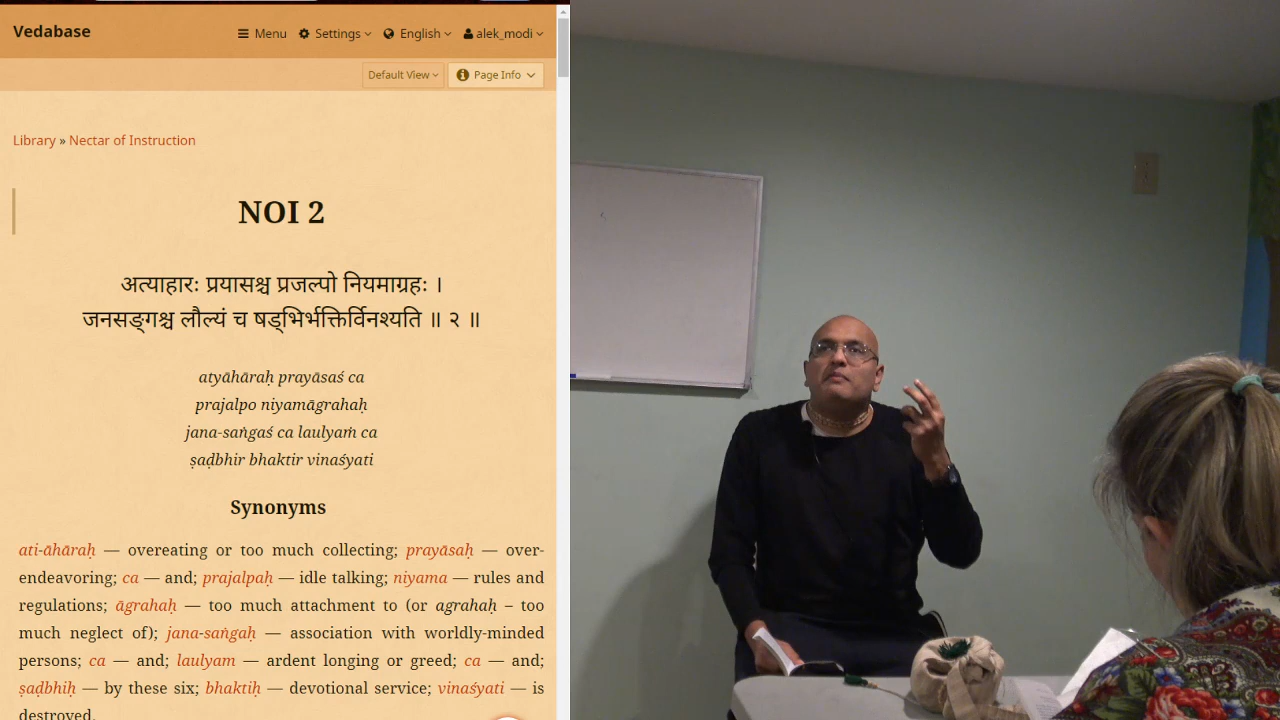 Vedabase
Menu Settings English alek_modi
Default View Page Info
Library » Nectar of Instruction
NOI 2
अत्याहारः प्रयासश्च प्रजल्पो नियमाग्रहः ।
जनसङ्गश्च लौल्यं च षड्‍भिर्भक्तिर्विनश्यति ॥ २ ॥
atyāhāraḥ prayāsaś ca
prajalpo niyamāgrahaḥ
jana-saṅgaś ca laulyaṁ ca
ṣaḍbhir bhaktir vinaśyati
Synonyms
ati-āhāraḥ — overeating or too much collecting; prayāsaḥ — over-
endeavoring; ca — and; prajalpaḥ — idle talking; niyama — rules and
regulations; āgrahaḥ — too much attachment to (or agrahaḥ – too
much neglect of); jana-saṅgaḥ — association with worldly-minded
persons; ca — and; laulyam — ardent longing or greed; ca — and;
ṣaḍbhiḥ — by these six; bhaktiḥ — devotional service; vinaśyati — is
destroyed.